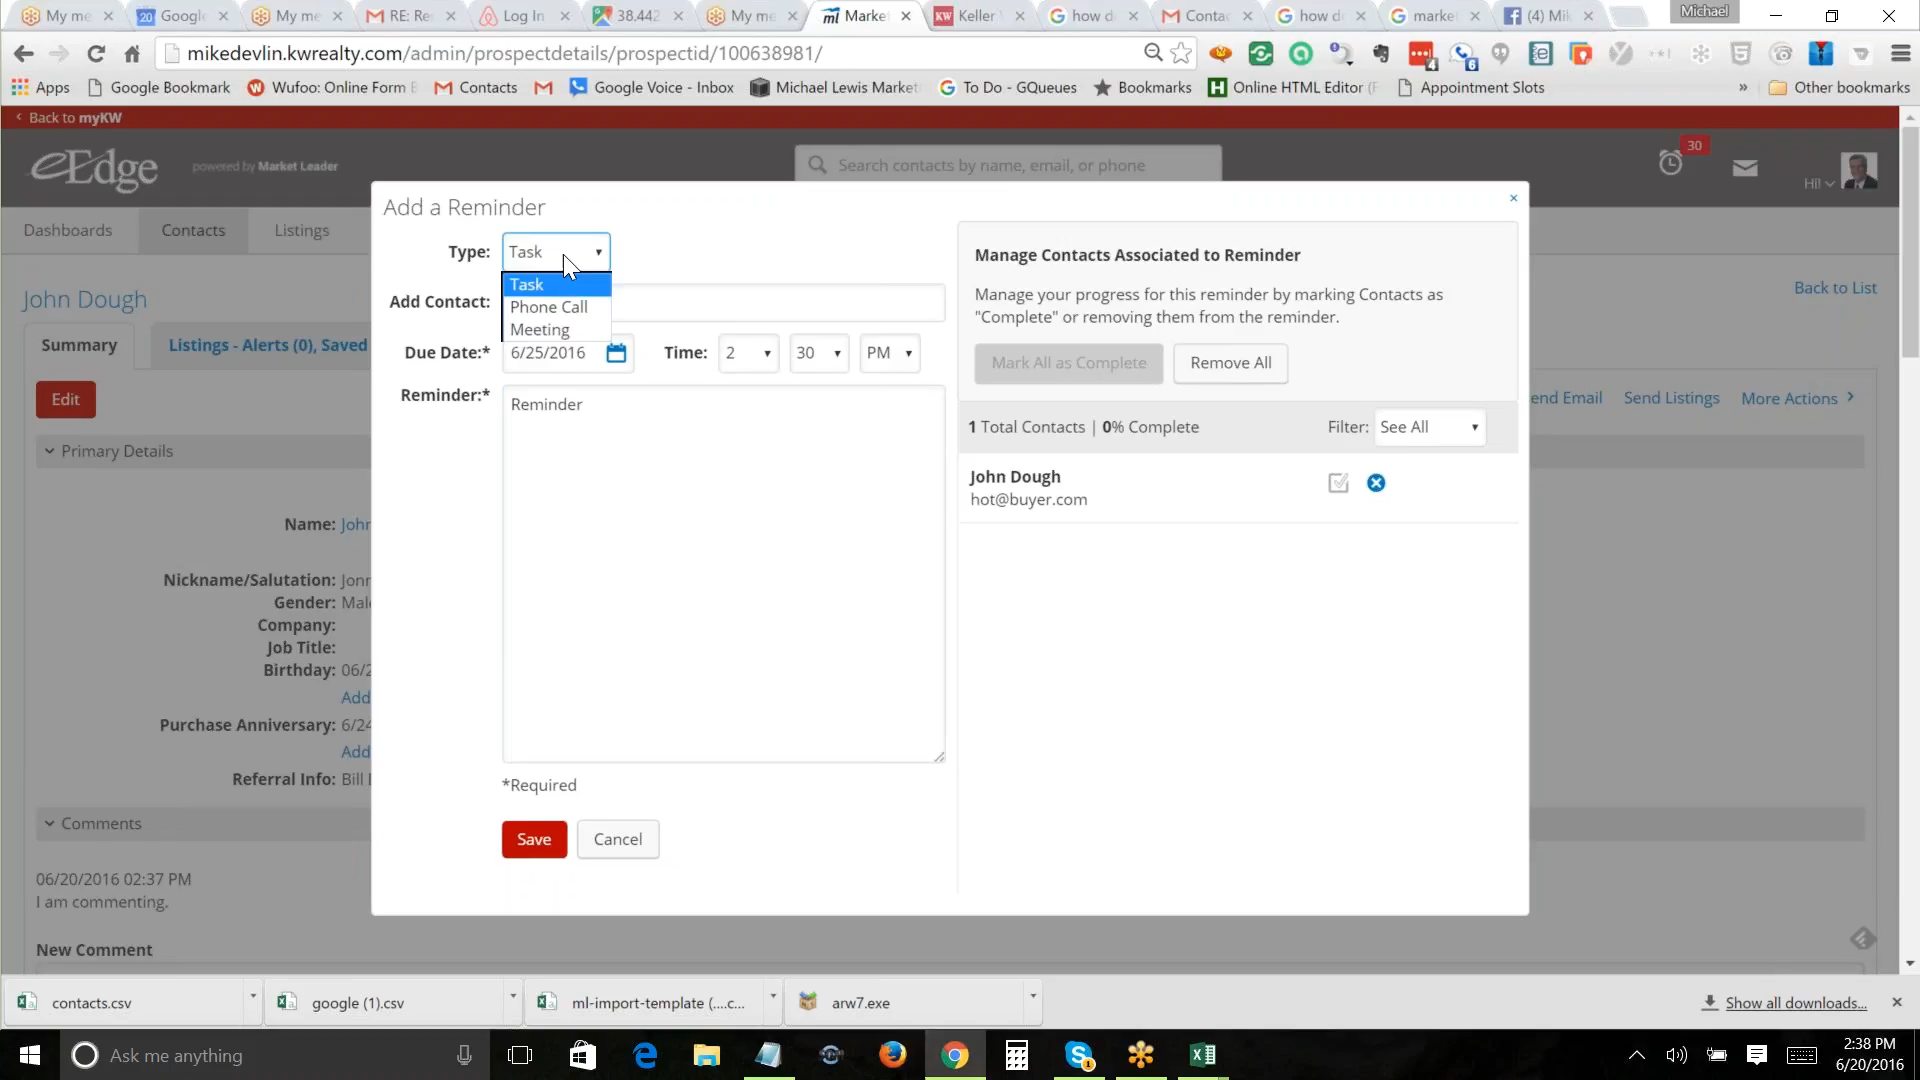 My me
Google
My me
RE: Re
Log In
38.442
My me
Marke
Keller
how d
Conta
how d
market
(4) Mik
Michael
mikedevlin.kwrealty.com/admin/prospectdetails/prospectid/100638981/
Apps
Google Bookmark
Wufoo: Online Form
Contacts
Google Voice - Inbox
Michael Lewis Market
To Do - GQueues
Bookmarks
Online HTML Editor
Appointment Slots
»
Other bookmarks
Back to myKW
eEdge
powered by Market Leader
Search contacts by name, email, or phone
30
Hi!
Dashboards
Contacts
Listings
John Dough
Back to List
Summary
Listings - Alerts (0), Saved
Edit
end Email
Send Listings
More Actions
Primary Details
Name: John
Nickname/Salutation: Jonn
Gender: Male
Company:
Job Title:
Birthday: 06/2
Add
Purchase Anniversary: 6/24
Add
Referral Info: Bill
Comments
06/20/2016 02:37 PM
I am commenting.
New Comment
Add a Reminder
Type: Task
Task
Phone Call
Meeting
Add Contact:
Due Date:* 6/25/2016 Time: 2 30 PM
Reminder:* Reminder
*Required
Save
Cancel
Manage Contacts Associated to Reminder
Manage your progress for this reminder by marking Contacts as
"Complete" or removing them from the reminder.
Mark All as Complete
Remove All
1 Total Contacts | 0% Complete
Filter: See All
John Dough
hot@buyer.com
contacts.csv
google (1).csv
ml-import-template (....c...
arw7.exe
Show all downloads...
Ask me anything
2:38 PM
6/20/2016